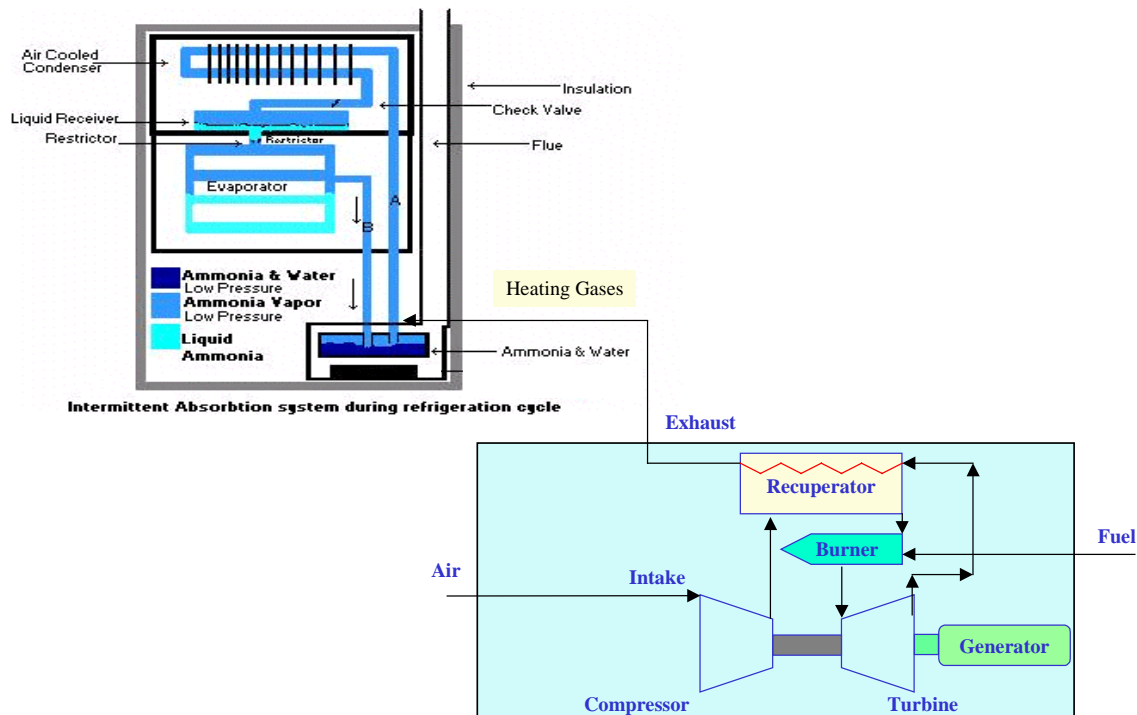 Air Cooled
Condenser
Insulation
Check Valve
Liquid Receiver
Restrictor
Restrictor
Flue
Evaporator
A
B
Ammonia & Water
Low Pressure
Ammonia Vapor
Low Pressure
Liquid
Ammonia
Heating Gases
Ammonia & Water
Intermittent Absorbtion system during refrigeration cycle
Exhaust
Recuperator
Burner
Fuel
Air
Intake
Generator
Compressor
Turbine